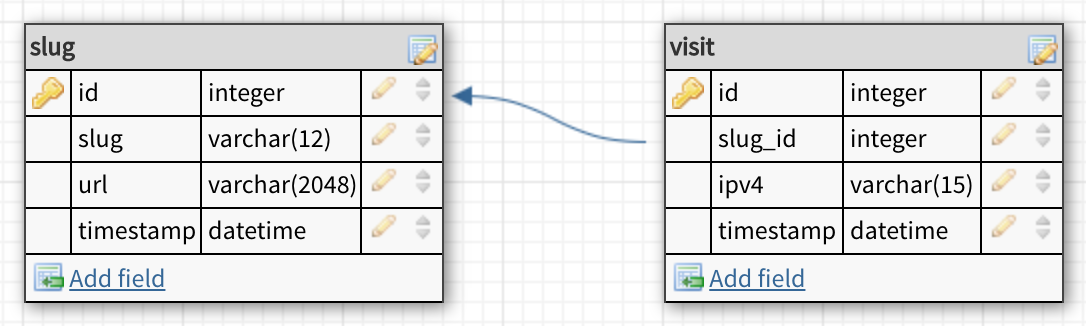 slug
id integer
slug varchar(12)
url varchar(2048)
timestamp datetime
Add field
visit
id integer
slug_id integer
ipv4 varchar(15)
timestamp datetime
Add field